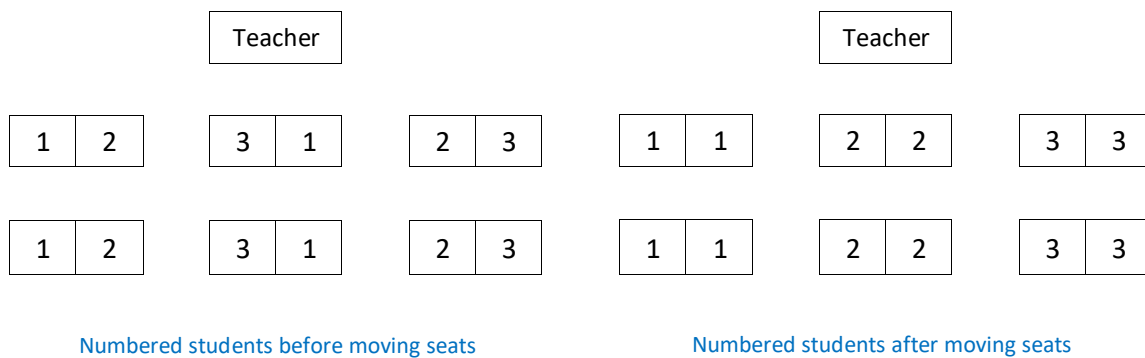 Teacher Teacher
1 2 3 1 2 3 1 1 2 2 3 3
1 2 3 1 2 3 1 1 2 2 3 3
Numbered students before moving seats Numbered students after moving seats